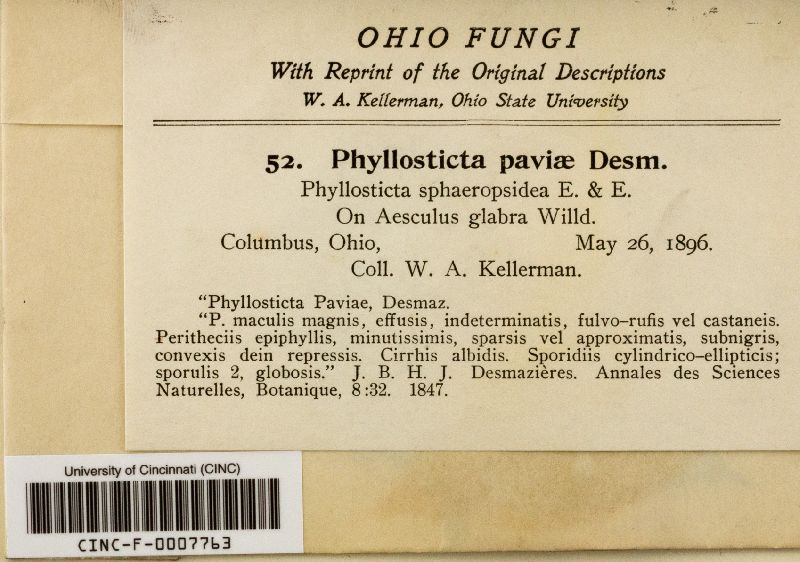 OHIO FUNGI
With Reprint of the Original Descriptions
W. A. Kellerman, Ohio State University
52. Phyllosticta paviæ Desm.
Phyllosticta sphaeropsidea E. & E.
On Aesculus glabra Willd.
Columbus, Ohio, May 26, 1896.
Coll. W. A. Kellerman.
“Phyllosticta Paviae, Desmaz.
“P. maculis magnis, effusis, indeterminatis, fulvo-rufis vel castaneis.
Peritheciis epiphyllis, minutissimis, sparsis vel approximatis, subnigris,
convexis dein repressis. Cirrhis albidis. Sporidiis cylindrico-ellipticis;
sporulis 2, globosis.” J. B. H. J. Desmazières. Annales des Sciences
Naturelles, Botanique, 8:32. 1847.
University of Cincinnati (CINC)
CINC-F-0007763